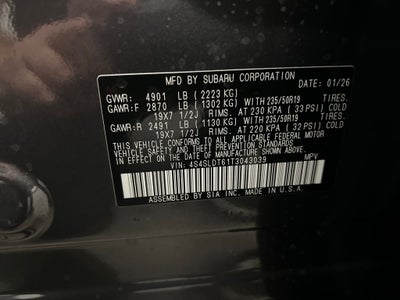 MFD BY SUBARU CORPORATION DATE: 01/26
GVWR: 4901 LB (2223 KG)
GAWR:F 2870 LB (1302 KG) WITH 235/50R19 TIRES.
19X7 1/2J RIMS. AT 230 KPA (33 PSI) COLD
GAWR:R 2491 LB (1130 KG) WITH 235/50R19 TIRES.
19X7 1/2J RIMS. AT 220 KPA (32 PSI) COLD
THIS VEHICLE CONFORMS TO ALL APPLICABLE FEDERAL MOTOR
VEHICLE SAFETY, BUMPER AND THEFT PREVENTION STANDARDS
IN EFFECT ON THE DATE OF MANUFACTURE SHOWN ABOVE.
VIN: 4S4SLDT61T3043039 MPV
ASSEMBLED BY SIA INC. MADE IN U.S.A.